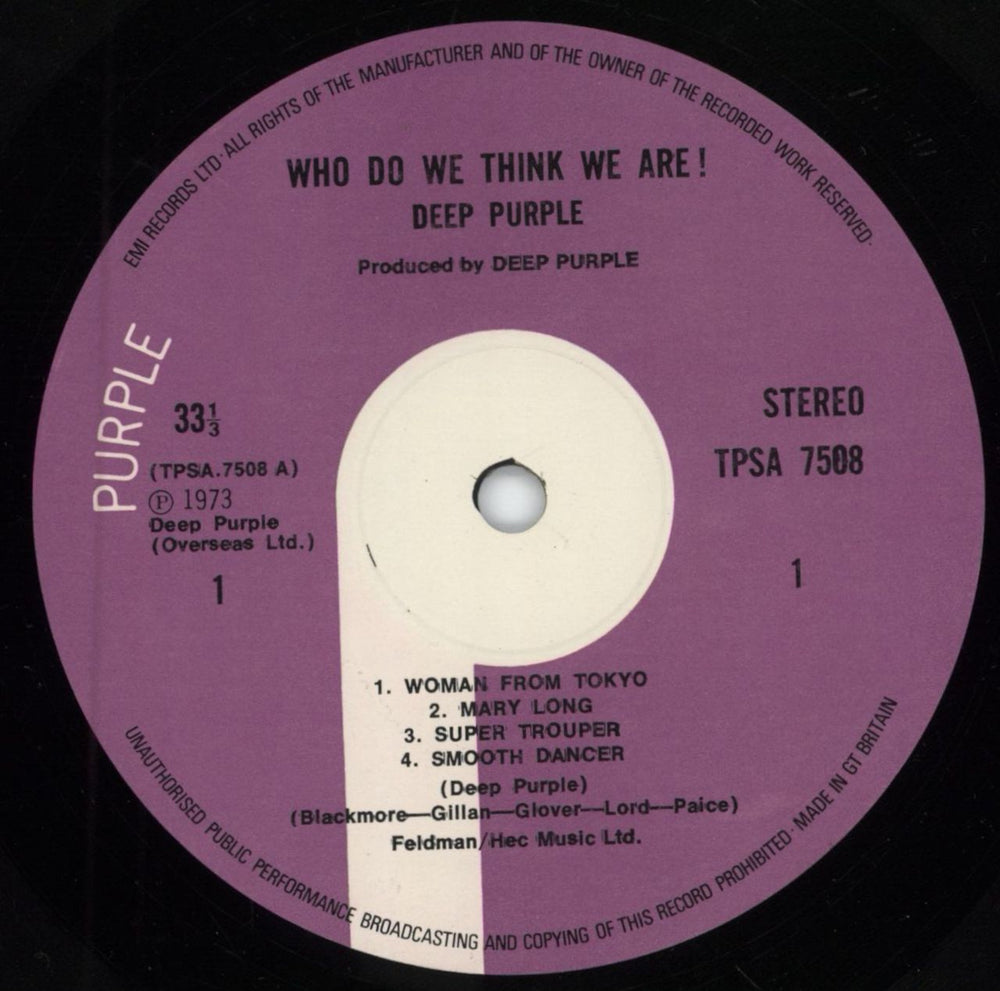 EMI RECORDS LTD· ALL RIGHTS OF THE MANUFACTURER AND OF THE OWNER OF THE RECORDED WORK RESERVED·
WHO DO WE THINK WE ARE!
DEEP PURPLE
Produced by DEEP PURPLE
PURPLE
33⅓
(TPSA.7508 A)
Ⓟ 1973
Deep Purple
(Overseas Ltd.)
1
STEREO
TPSA 7508
1
1. WOMAN FROM TOKYO
2. MARY LONG
3. SUPER TROUPER
4. SMOOTH DANCER
(Deep Purple)
(Blackmore—Gillan—Glover—Lord—Paice)
Feldman/Hec Music Ltd.
UNAUTHORISED PUBLIC PERFORMANCE BROADCASTING AND COPYING OF THIS RECORD PROHIBITED· MADE IN GT BRITAIN